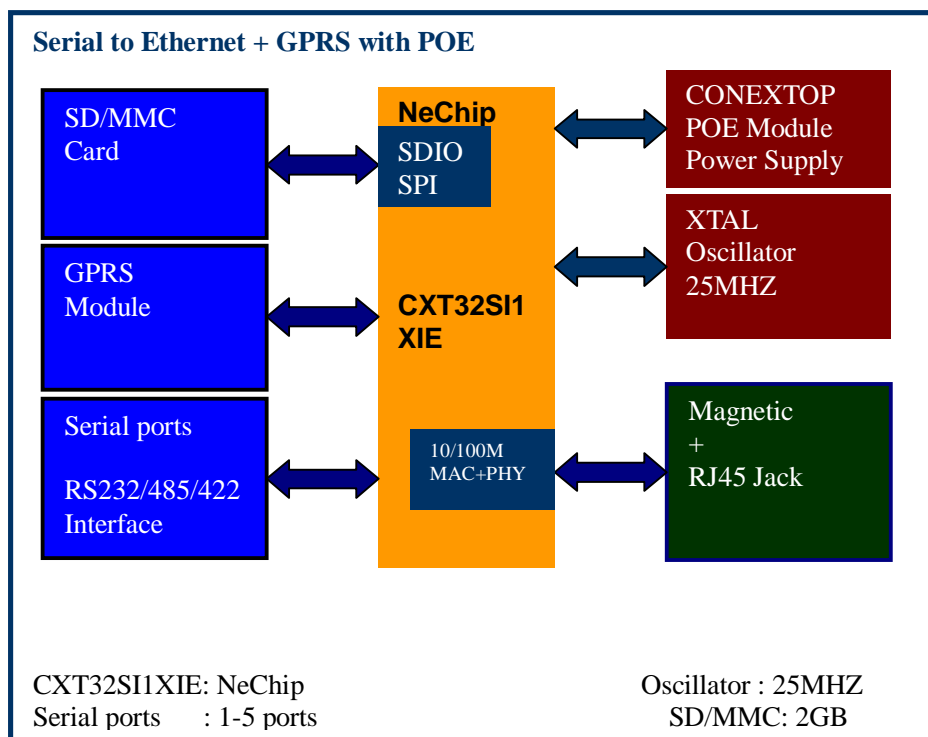 Serial to Ethernet + GPRS with POE
SD/MMC
Card
GPRS
Module
Serial ports
RS232/485/422
Interface
NeChip
SDIO
SPI
CXT32SI1
XIE
10/100M
MAC+PHY
CONEXTOP
POE Module
Power Supply
XTAL
Oscillator
25MHZ
Magnetic
+
RJ45 Jack
CXT32SI1XIE: NeChip
Serial ports : 1-5 ports
Oscillator : 25MHZ
SD/MMC: 2GB